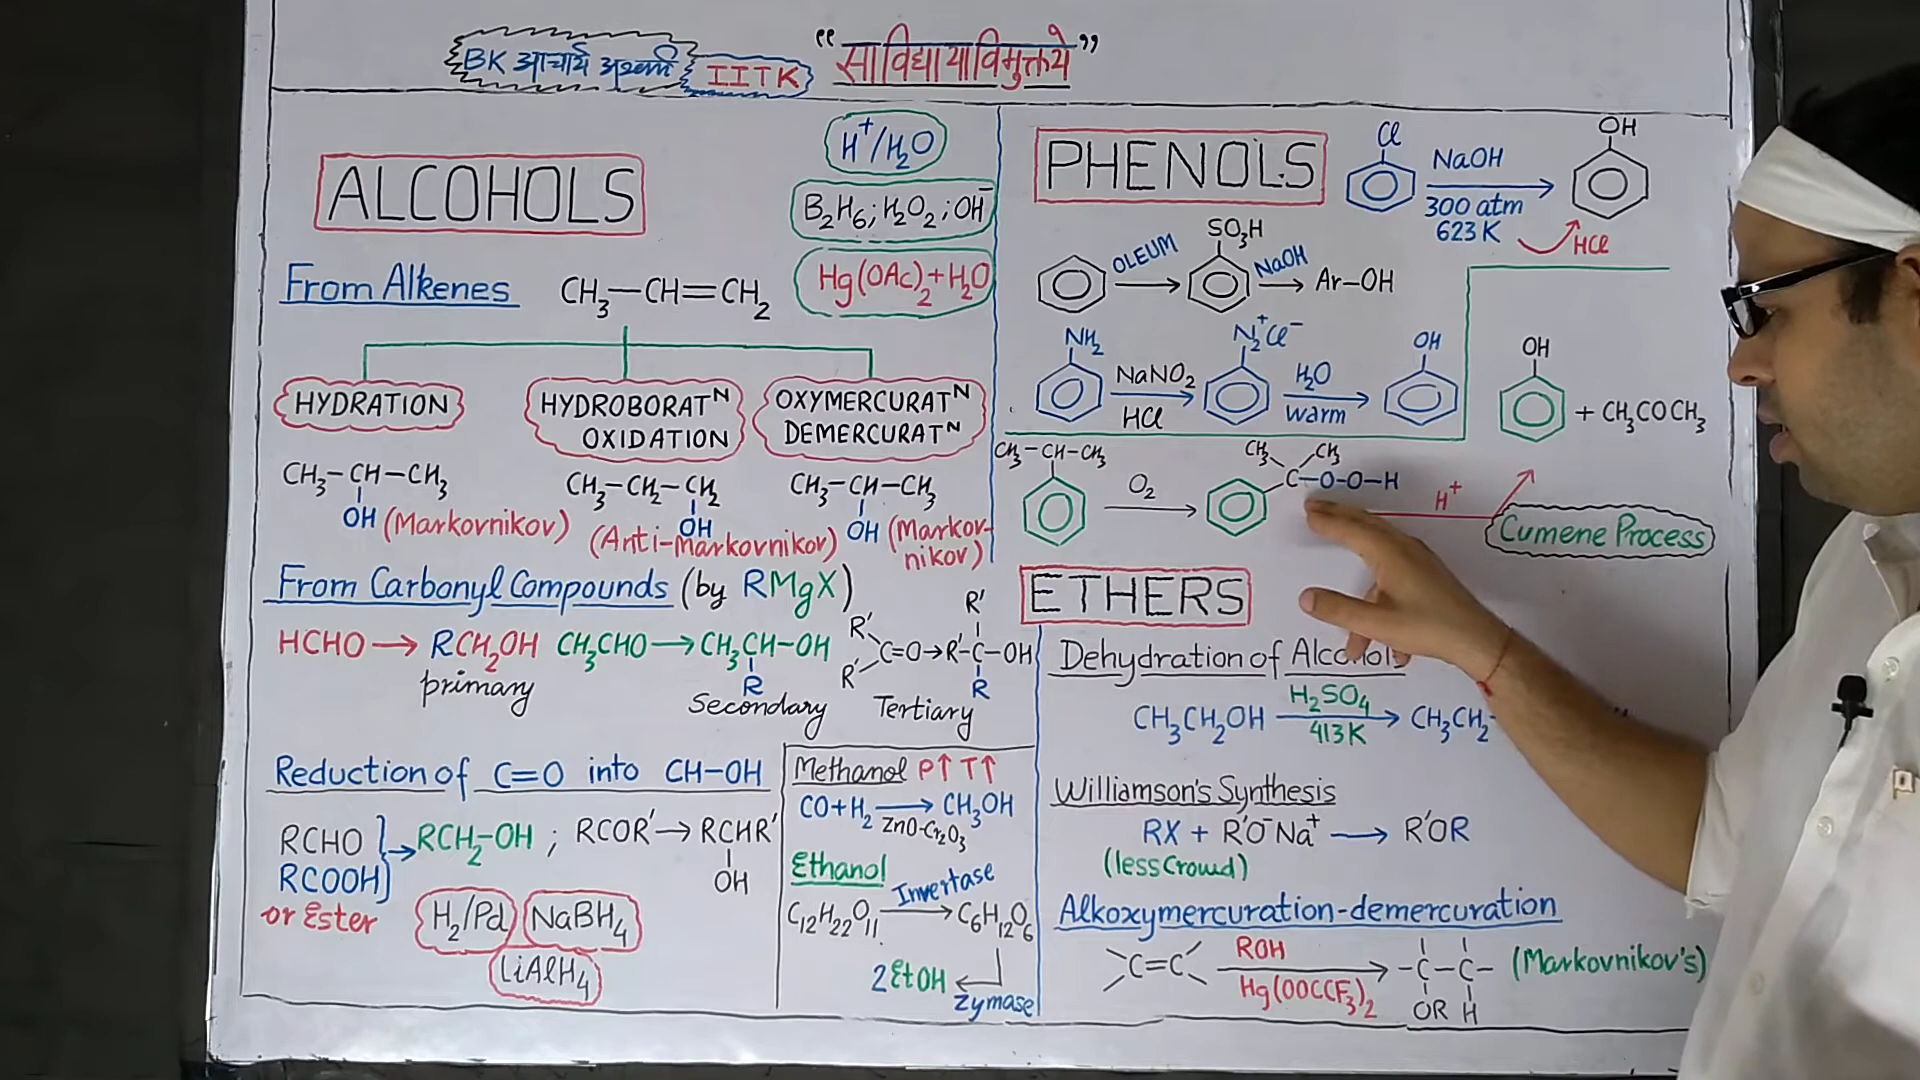 BK आचार्य अश्वनी IITK
“सा विद्या या विमुक्तये”
ALCOHOLS
H⁺/H₂O
B₂H₆; H₂O₂; OH⁻
Hg(OAc)₂+H₂O
From Alkenes CH₃–CH=CH₂
HYDRATION
HYDROBORATᴺ
OXIDATION
OXYMERCURATᴺ
DEMERCURATᴺ
CH₃–CH–CH₃
OH (Markovnikov)
CH₃–CH₂–CH₂
OH
(Anti-Markovnikov)
CH₃–CH–CH₃
OH (Markov-
nikov)
From Carbonyl Compounds (by RMgX)
HCHO → RCH₂OH
primary
CH₃CHO → CH₃CH–OH
R
Secondary
R'
R' C=O → R'–C–OH
R' R
Tertiary
Reduction of C=O into CH–OH
RCHO
RCOOH
or Ester
→ RCH₂–OH ; RCOR' → RCHR'
OH
H₂/Pd NaBH₄
LiAlH₄
Methanol P↑ T↑
CO+H₂ → CH₃OH
ZnO-Cr₂O₃
Ethanol
Invertase
C₁₂H₂₂O₁₁ → C₆H₁₂O₆
2EtOH ←
Zymase
PHENOLS
Cl OH
NaOH
300 atm
623K
HCl
SO₃H
OLEUM NaOH
→ Ar–OH
NH₂ N₂⁺Cl⁻ OH
NaNO₂ H₂O
HCl warm
CH₃–CH–CH₃
O₂
CH₃ CH₃
C–O–O–H
H⁺
OH
+ CH₃COCH₃
Cumene Process
ETHERS
Dehydration of Alcohols
H₂SO₄
CH₃CH₂OH → CH₃CH₂-
413K
Williamson's Synthesis
RX + R'O⁻Na⁺ → R'OR
(less Crowd)
Alkoxymercuration-demercuration
ROH
C=C → -C–C- (Markovnikov's)
Hg(OOCCF₃)₂
OR H